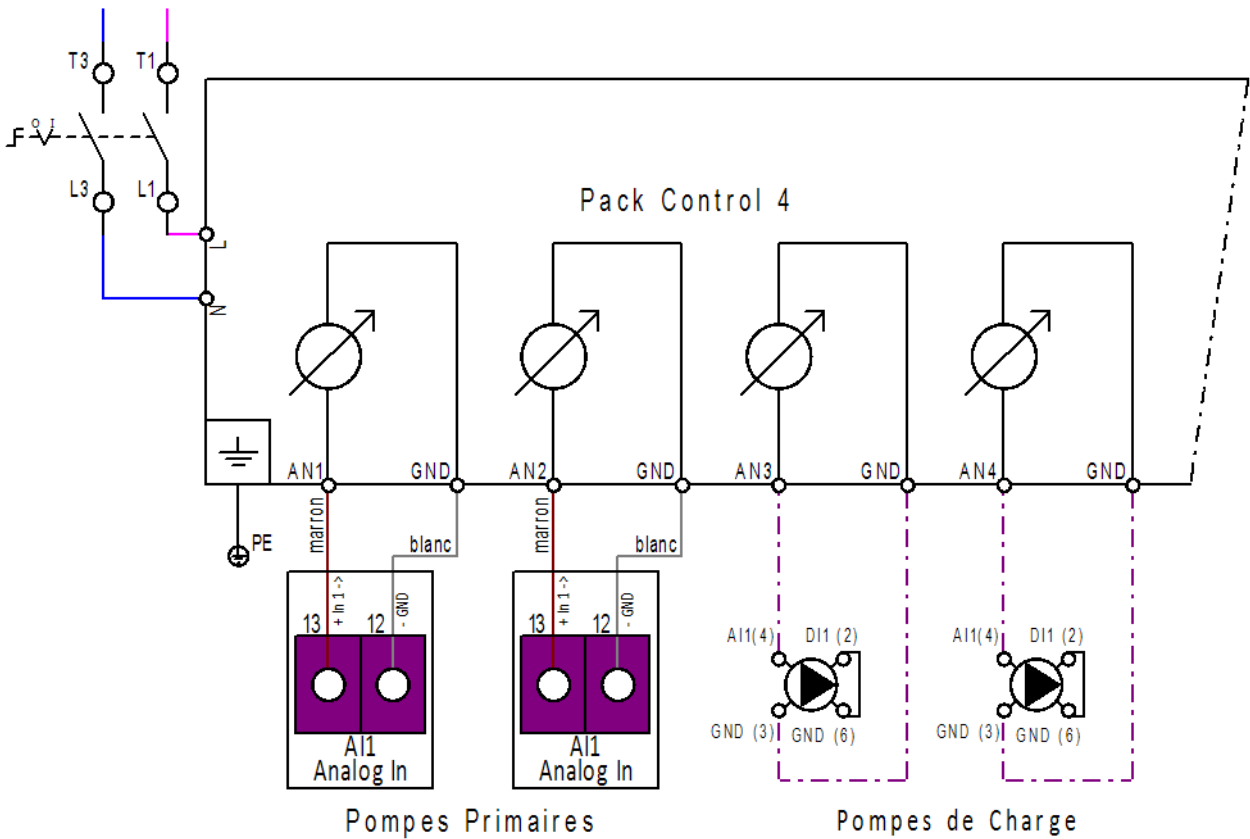 T3 T1
O I
L3 L1
Pack Control 4
L
N
AN1 GND AN2 GND AN3 GND AN4 GND
PE
marron blanc marron blanc
+ In 1 -> - GND + In 1 -> - GND
13 12 13 12
AI1(4) DI1 (2) AI1(4) DI1 (2)
GND (3) GND (6) GND (3) GND (6)
AI1 AI1
Analog In Analog In
Pompes Primaires Pompes de Charge